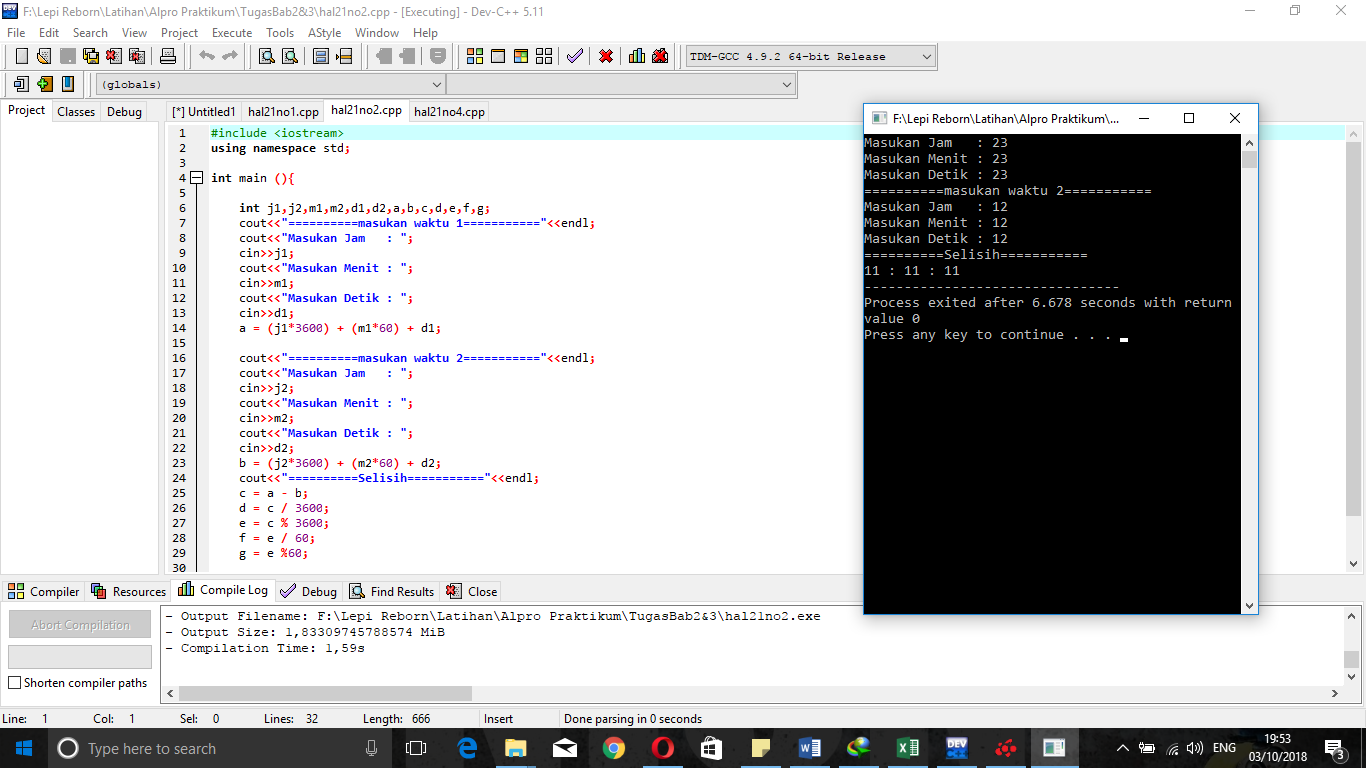 F:\Lepi Reborn\Latihan\Alpro Praktikum\TugasBab2&3\hal21no2.cpp - [Executing] - Dev-C++ 5.11
File Edit Search View Project Execute Tools AStyle Window Help
TDM-GCC 4.9.2 64-bit Release
(globals)
Project Classes Debug
[*] Untitled1 hal21no1.cpp hal21no2.cpp hal21no4.cpp
1 #include <iostream>
2 using namespace std;
3
4 int main (){
5
6 int j1,j2,m1,m2,d1,d2,a,b,c,d,e,f,g;
7 cout<<"==========masukan waktu 1==========="<<endl;
8 cout<<"Masukan Jam   : ";
9 cin>>j1;
10 cout<<"Masukan Menit : ";
11 cin>>m1;
12 cout<<"Masukan Detik : ";
13 cin>>d1;
14 a = (j1*3600) + (m1*60) + d1;
15
16 cout<<"==========masukan waktu 2==========="<<endl;
17 cout<<"Masukan Jam   : ";
18 cin>>j2;
19 cout<<"Masukan Menit : ";
20 cin>>m2;
21 cout<<"Masukan Detik : ";
22 cin>>d2;
23 b = (j2*3600) + (m2*60) + d2;
24 cout<<"==========Selisih==========="<<endl;
25 c = a - b;
26 d = c / 3600;
27 e = c % 3600;
28 f = e / 60;
29 g = e %60;
30
F:\Lepi Reborn\Latihan\Alpro Praktikum\...
Masukan Jam   : 23
Masukan Menit : 23
Masukan Detik : 23
==========masukan waktu 2===========
Masukan Jam   : 12
Masukan Menit : 12
Masukan Detik : 12
==========Selisih===========
11 : 11 : 11
--------------------------------
Process exited after 6.678 seconds with return
value 0
Press any key to continue . . .
Compiler Resources Compile Log Debug Find Results Close
Abort Compilation
Shorten compiler paths
- Output Filename: F:\Lepi Reborn\Latihan\Alpro Praktikum\TugasBab2&3\hal21no2.exe
- Output Size: 1,83309745788574 MiB
- Compilation Time: 1,59s
Line: 1 Col: 1 Sel: 0 Lines: 32 Length: 666 Insert Done parsing in 0 seconds
Type here to search
ENG
19:53
03/10/2018
3